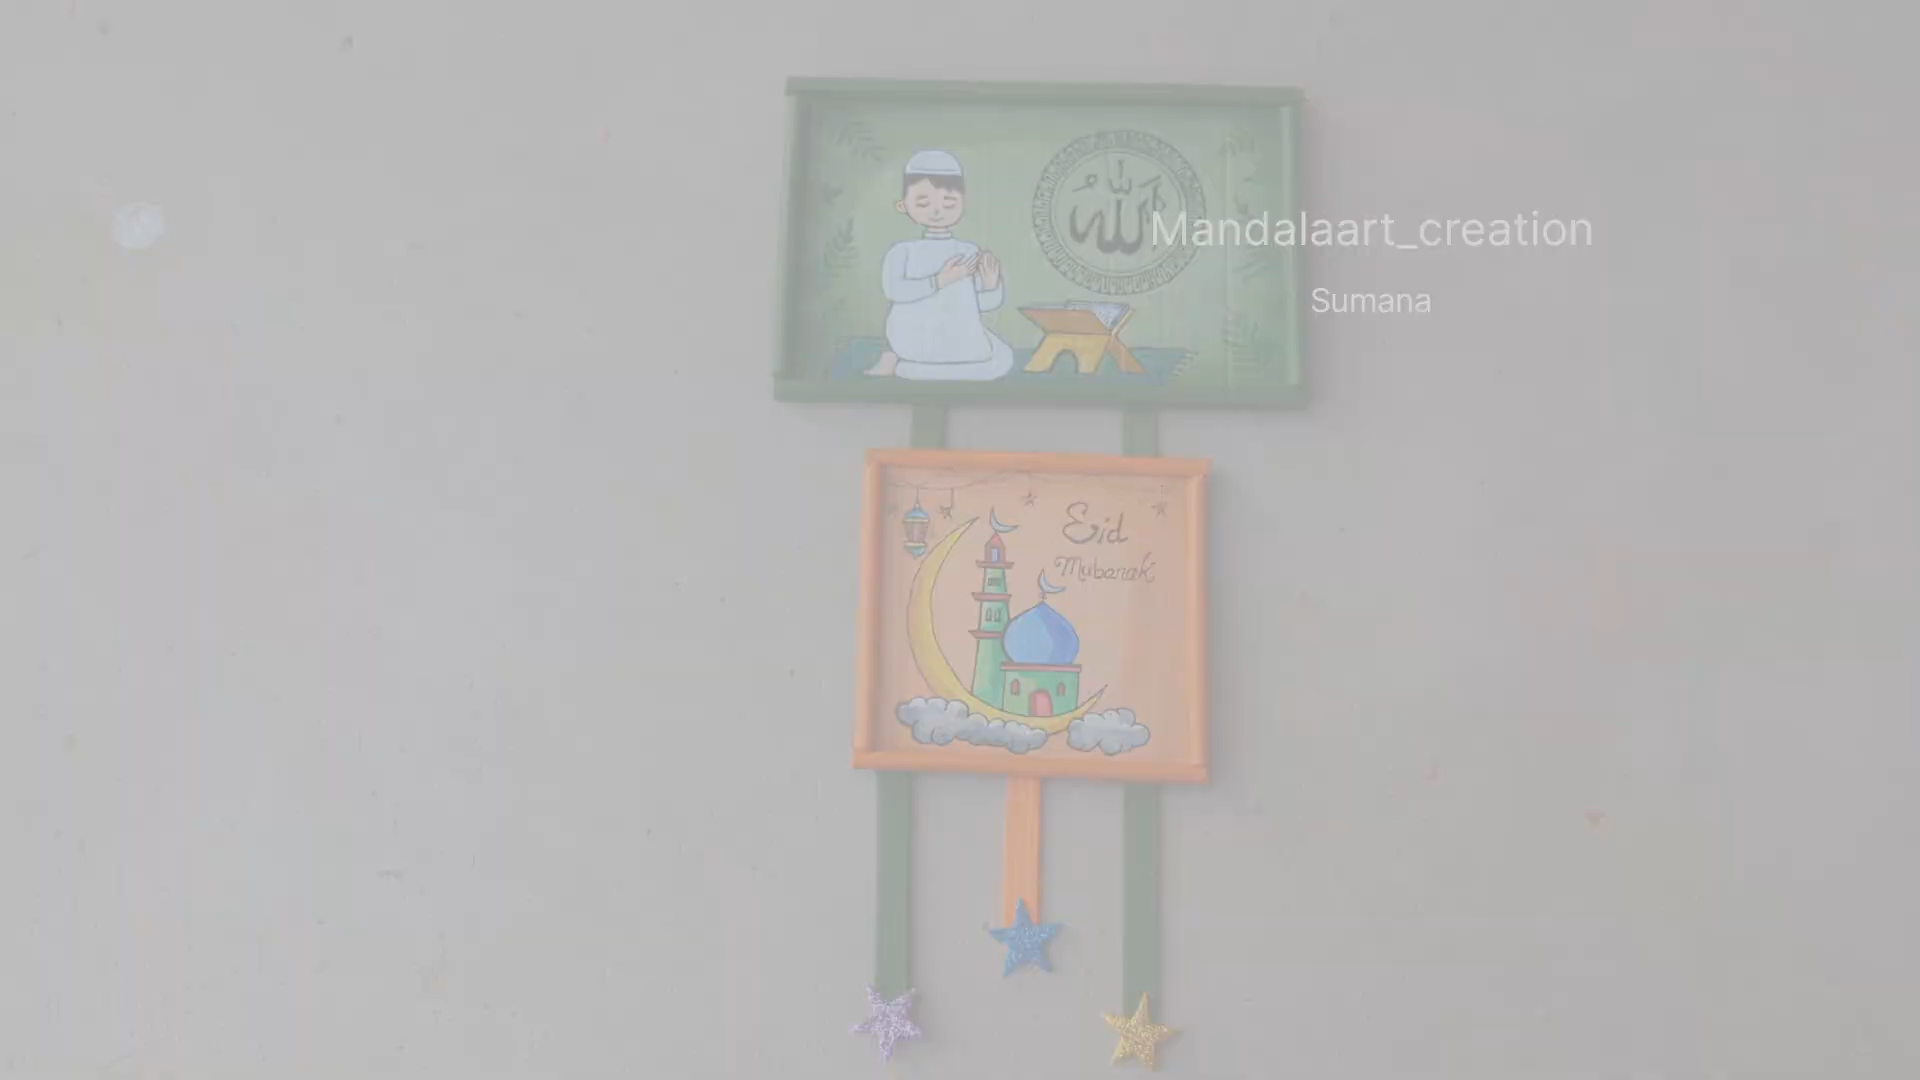 الله
Mandalaart_creation
Sumana
Eid
Mubarak